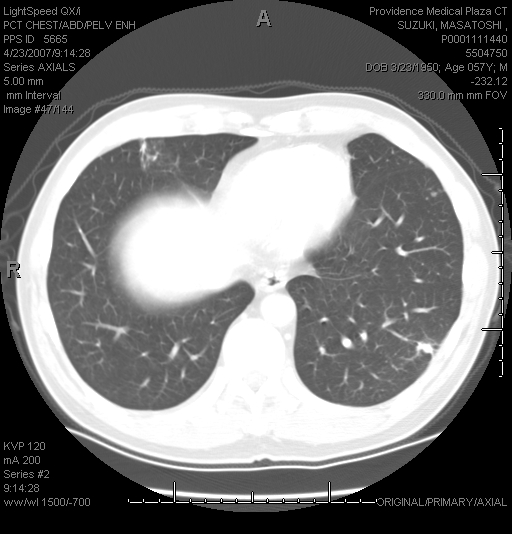 LightSpeed QX/i
PCT CHEST/ABD/PELV ENH
PPS ID 5665
4/23/2007/9:14:28
Series AXIALS
5.00 mm
mm Interval
Image #47/144
A
Providence Medical Plaza CT
SUZUKI, MASATOSHI ,
P0001111440
5504750
DOB 3/23/1950; Age 057Y; M
-232.12
330.0 mm FOV
R
KVP 120
mA 200
Series #2
9:14:28
ww/wl 1500/-700
ORIGINAL/PRIMARY/AXIAL